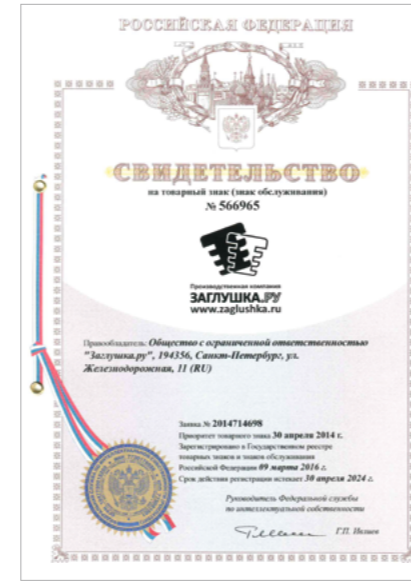 РОССИЙСКАЯ ФЕДЕРАЦИЯ
СВИДЕТЕЛЬСТВО
на товарный знак (знак обслуживания)
№ 566965
Производственная компания
ЗАГЛУШКА.РУ
www.zaglushka.ru
Правообладатель: Общество с ограниченной ответственностью
"Заглушка.ру", 194356, Санкт-Петербург, ул.
Железнодорожная, 11 (RU)
Заявка № 2014714698
Приоритет товарного знака 30 апреля 2014 г.
Зарегистрировано в Государственном реестре
товарных знаков и знаков обслуживания
Российской Федерации 09 марта 2016 г.
Срок действия регистрации истекает 30 апреля 2024 г.
Руководитель Федеральной службы
по интеллектуальной собственности
Г.П. Ивлиев